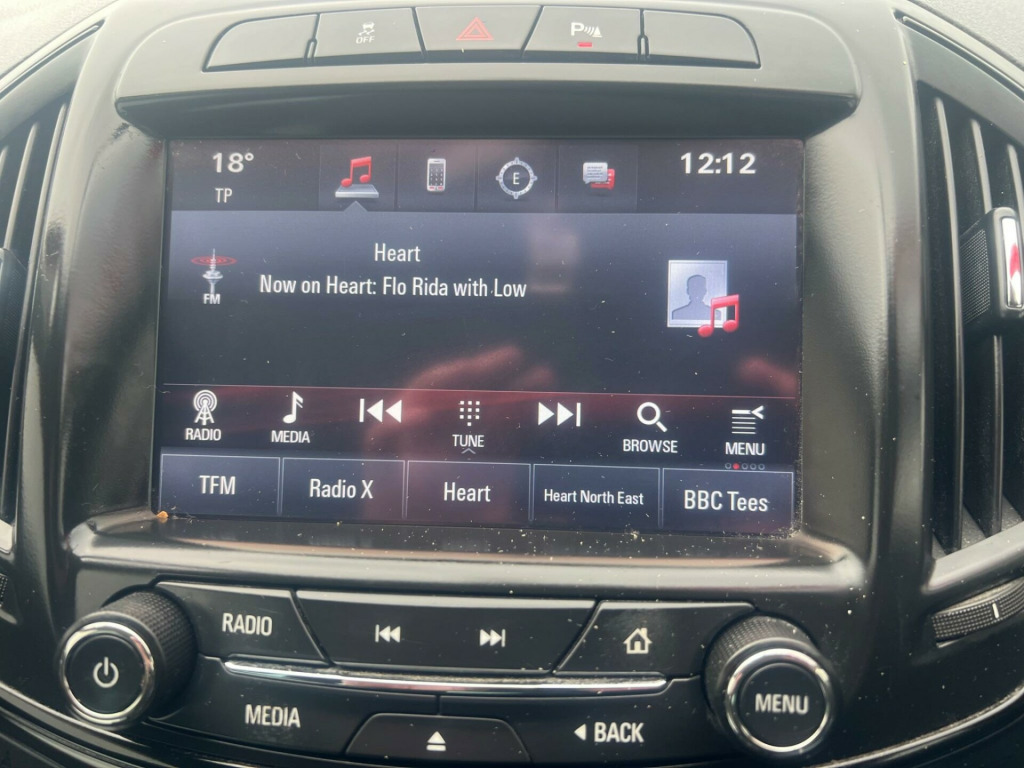 OFF
P
18°
12:12
TP
E
Heart
Now on Heart: Flo Rida with Low
FM
RADIO
MEDIA
TUNE
BROWSE
MENU
TFM
Radio X
Heart
Heart North East
BBC Tees
RADIO
MEDIA
BACK
MENU